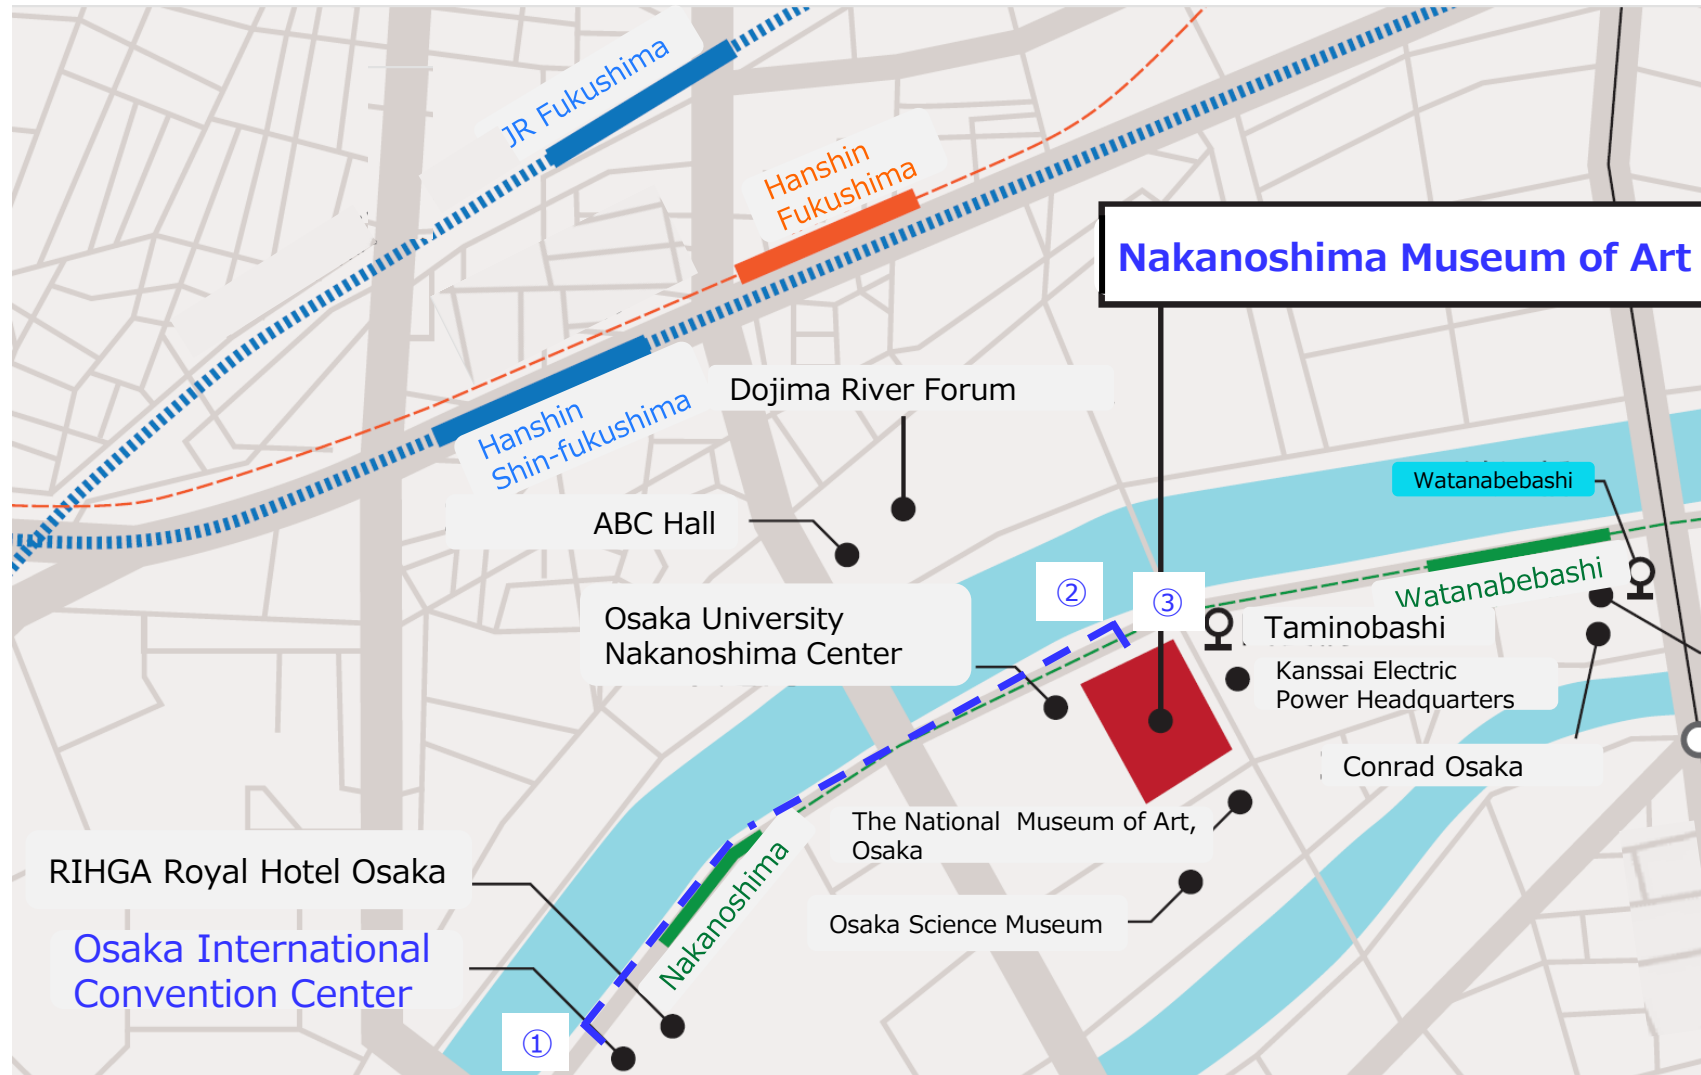 JR Fukushima
Hanshin
Fukushima
Nakanoshima Museum of Art
Hanshin
Shin-fukushima
Dojima River Forum
Watanabebashi
ABC Hall
Watanabebashi
②
③
Osaka University
Nakanoshima Center
Taminobashi
Kanssai Electric
Power Headquarters
Conrad Osaka
The National Museum of Art,
Osaka
RIHGA Royal Hotel Osaka
Nakanoshima
Osaka Science Museum
Osaka International
Convention Center
①